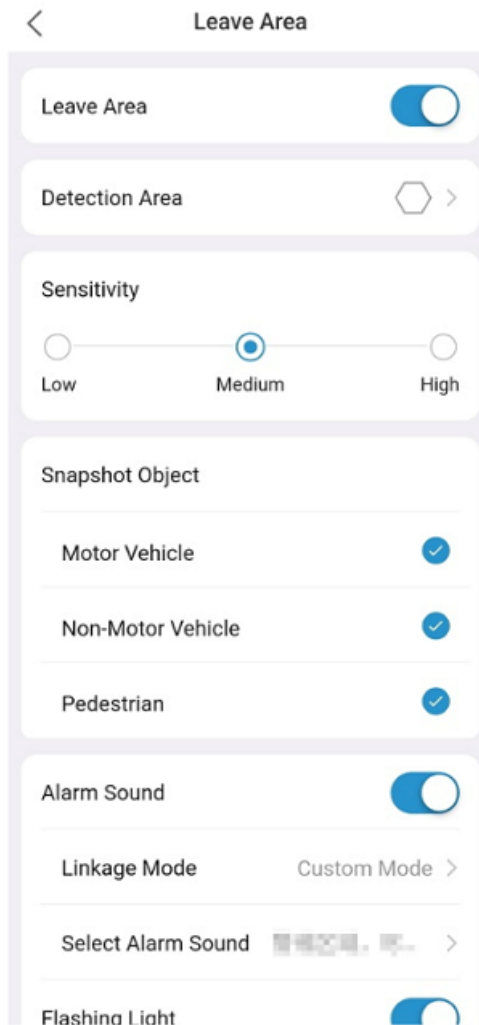 Leave Area
Leave Area
Detection Area
Sensitivity
Low Medium High
Snapshot Object
Motor Vehicle
Non-Motor Vehicle
Pedestrian
Alarm Sound
Linkage Mode Custom Mode
Select Alarm Sound
Flashing Light